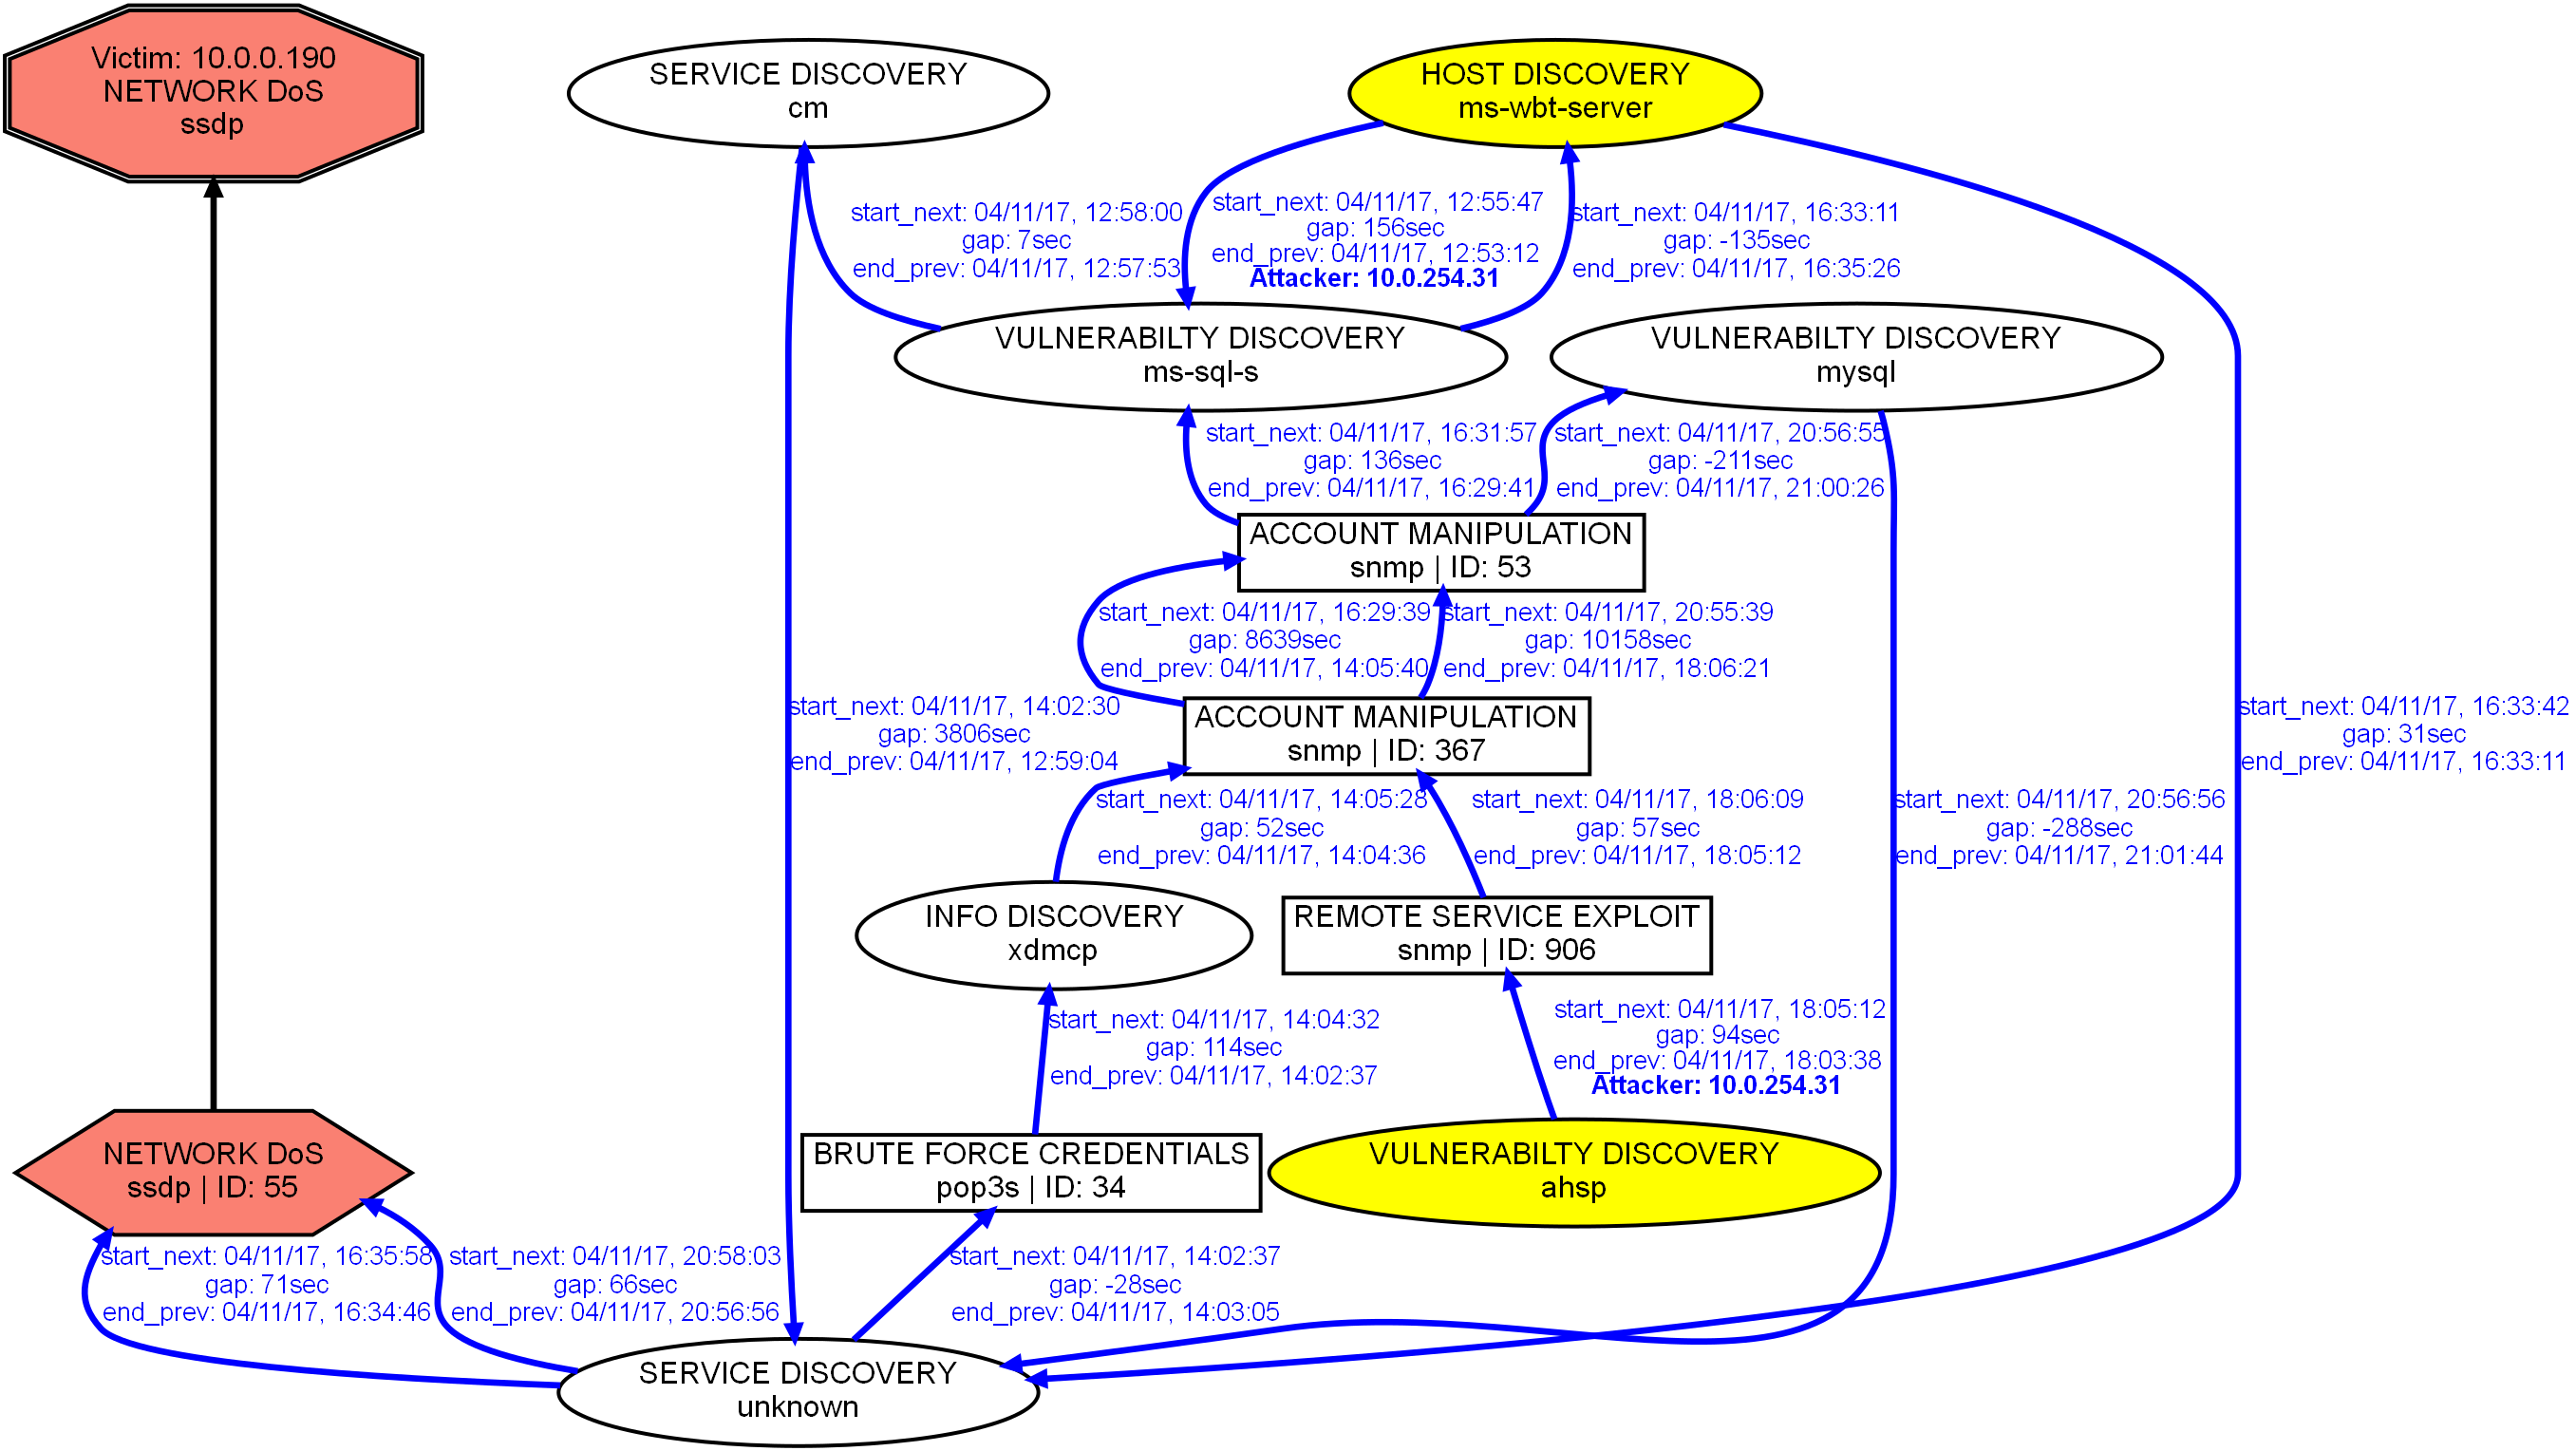 Victim: 10.0.0.190
NETWORK DoS
ssdp
SERVICE DISCOVERY
cm
HOST DISCOVERY
ms-wbt-server
start_next: 04/11/17, 12:58:00
gap: 7sec
end_prev: 04/11/17, 12:57:53
start_next: 04/11/17, 12:55:47
gap: 156sec
end_prev: 04/11/17, 12:53:12
Attacker: 10.0.254.31
start_next: 04/11/17, 16:33:11
gap: -135sec
end_prev: 04/11/17, 16:35:26
VULNERABILTY DISCOVERY
ms-sql-s
VULNERABILTY DISCOVERY
mysql
start_next: 04/11/17, 16:31:57
gap: 136sec
end_prev: 04/11/17, 16:29:41
start_next: 04/11/17, 20:56:55
gap: -211sec
end_prev: 04/11/17, 21:00:26
ACCOUNT MANIPULATION
snmp | ID: 53
start_next: 04/11/17, 16:29:39
gap: 8639sec
end_prev: 04/11/17, 14:05:40
start_next: 04/11/17, 20:55:39
gap: 10158sec
end_prev: 04/11/17, 18:06:21
start_next: 04/11/17, 14:02:30
gap: 3806sec
end_prev: 04/11/17, 12:59:04
ACCOUNT MANIPULATION
snmp | ID: 367
start_next: 04/11/17, 16:33:42
gap: 31sec
end_prev: 04/11/17, 16:33:11
start_next: 04/11/17, 14:05:28
gap: 52sec
end_prev: 04/11/17, 14:04:36
start_next: 04/11/17, 18:06:09
gap: 57sec
end_prev: 04/11/17, 18:05:12
start_next: 04/11/17, 20:56:56
gap: -288sec
end_prev: 04/11/17, 21:01:44
INFO DISCOVERY
xdmcp
REMOTE SERVICE EXPLOIT
snmp | ID: 906
start_next: 04/11/17, 14:04:32
gap: 114sec
end_prev: 04/11/17, 14:02:37
start_next: 04/11/17, 18:05:12
gap: 94sec
end_prev: 04/11/17, 18:03:38
Attacker: 10.0.254.31
NETWORK DoS
ssdp | ID: 55
BRUTE FORCE CREDENTIALS
pop3s | ID: 34
VULNERABILTY DISCOVERY
ahsp
start_next: 04/11/17, 16:35:58
gap: 71sec
end_prev: 04/11/17, 16:34:46
start_next: 04/11/17, 20:58:03
gap: 66sec
end_prev: 04/11/17, 20:56:56
start_next: 04/11/17, 14:02:37
gap: -28sec
end_prev: 04/11/17, 14:03:05
SERVICE DISCOVERY
unknown